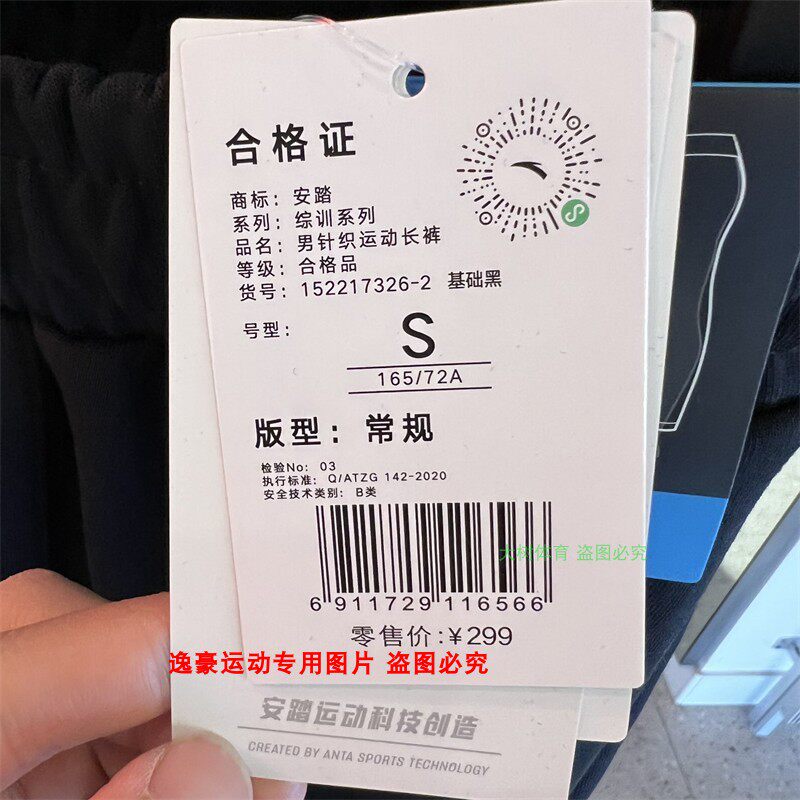 合格证
商标：安踏
系列：综训系列
品名：男针织运动长裤
等级：合格品
货号：152217326-2 基础黑
号型：
S
165/72A
版型：常规
检验No: 03
执行标准: Q/ATZG 142-2020
安全技术类别: B类
大树体育 盗图必究
6 911729 116566
零售价:¥299
逸豪运动专用图片 盗图必究
安踏运动科技创造
CREATED BY ANTA SPORTS TECHNOLOGY